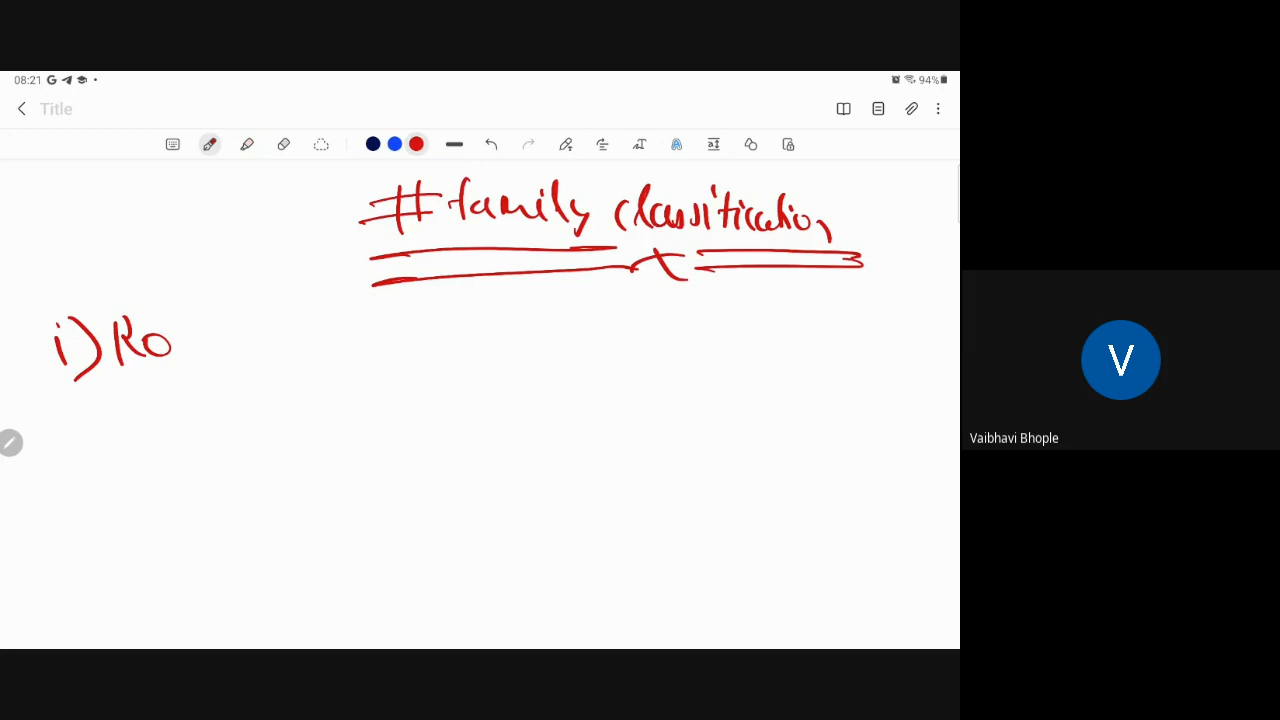 08:21 G
94%
Title
# family classification
i) Ro
V
Vaibhavi Bhople